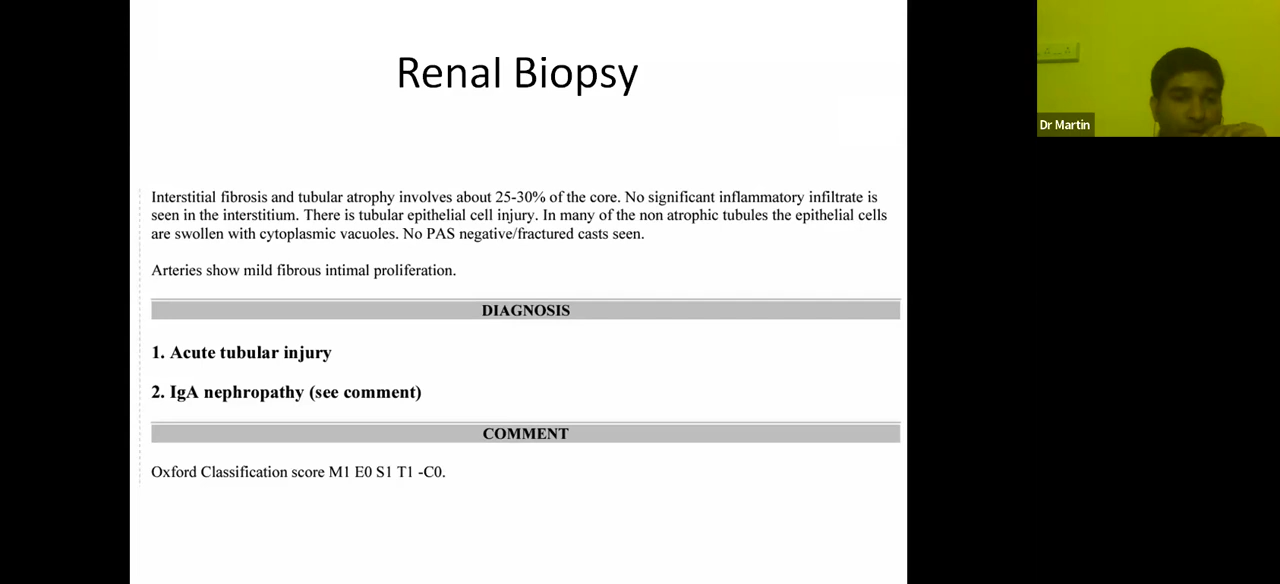 Renal Biopsy
Dr Martin
Interstitial fibrosis and tubular atrophy involves about 25-30% of the core. No significant inflammatory infiltrate is
seen in the interstitium. There is tubular epithelial cell injury. In many of the non atrophic tubules the epithelial cells
are swollen with cytoplasmic vacuoles. No PAS negative/fractured casts seen.
Arteries show mild fibrous intimal proliferation.
DIAGNOSIS
1. Acute tubular injury
2. IgA nephropathy (see comment)
COMMENT
Oxford Classification score M1 E0 S1 T1 -C0.